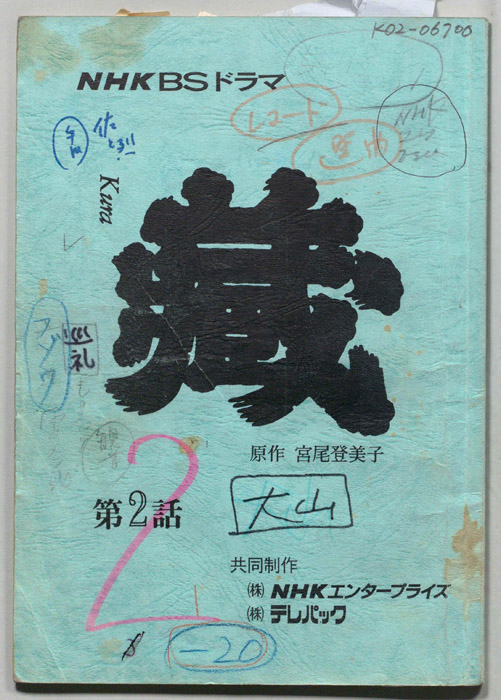 K02-06700
NHK BSドラマ
レコード
NHK
Kura
蔵
巡礼
原作 宮尾登美子
第2話
2
大山
共同制作
(株) NHKエンタープライズ
(株) テレパック
-20